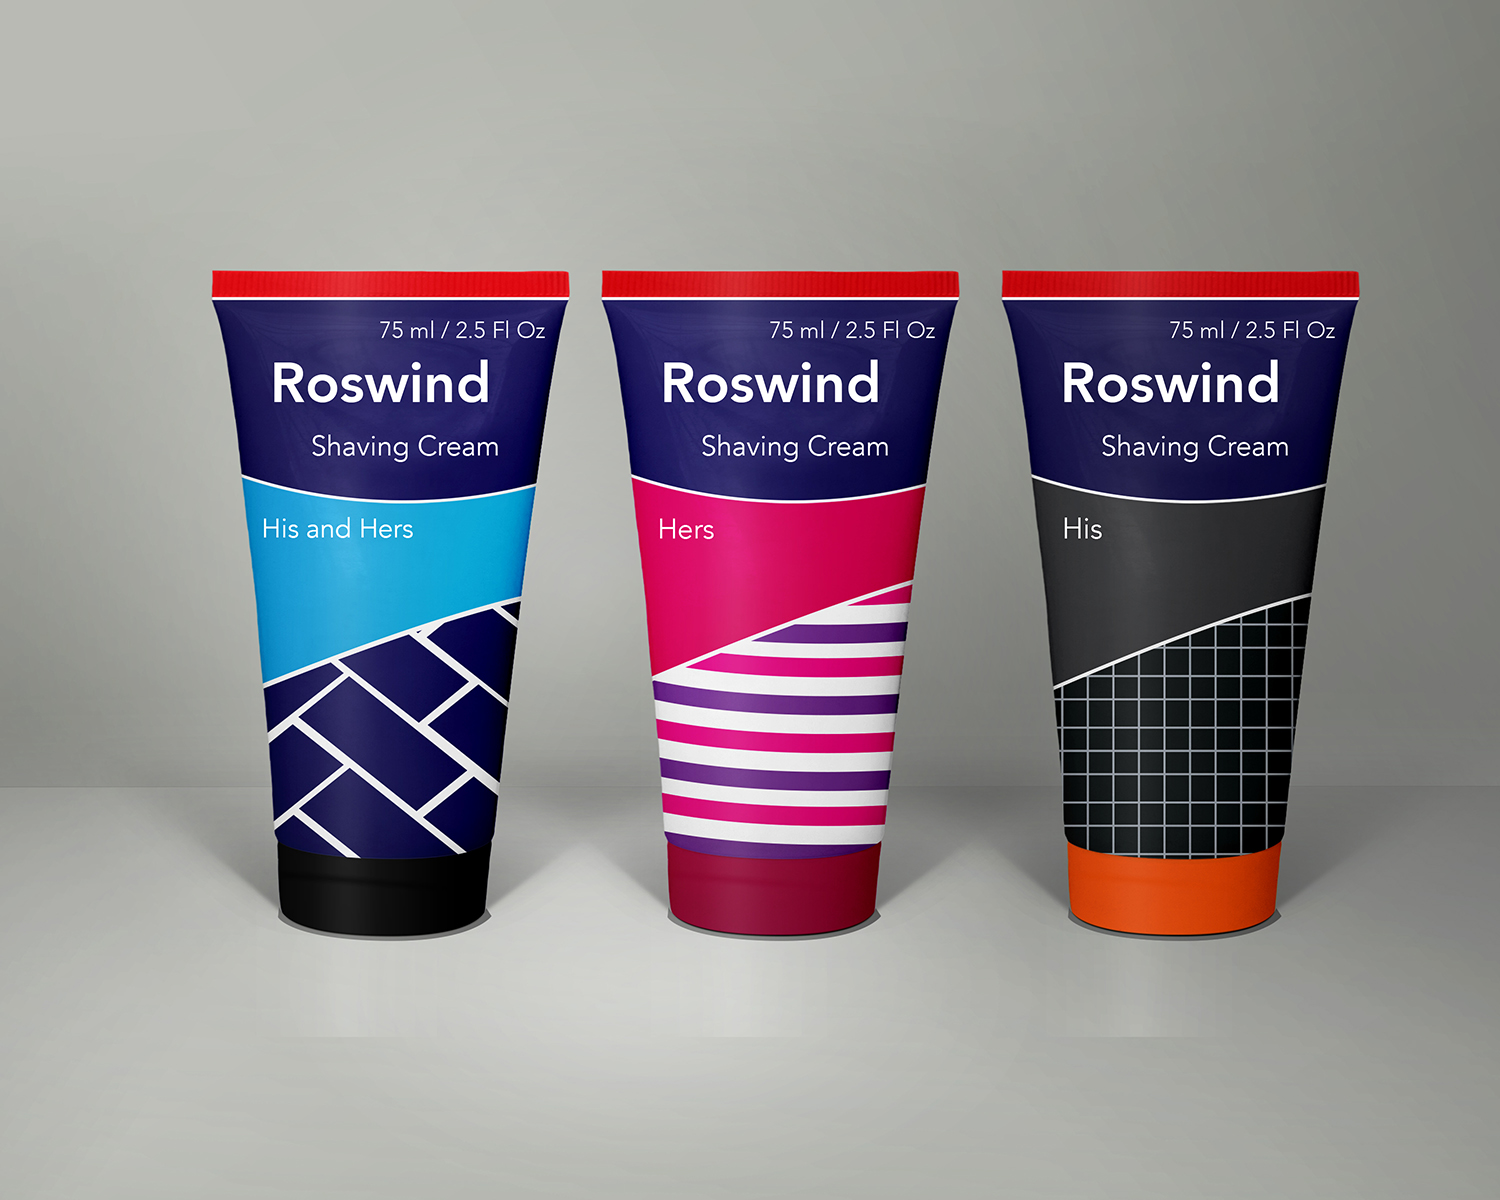 75 ml / 2.5 Fl Oz
Roswind
Shaving Cream
His and Hers
75 ml / 2.5 Fl Oz
Roswind
Shaving Cream
Hers
75 ml / 2.5 Fl Oz
Roswind
Shaving Cream
His